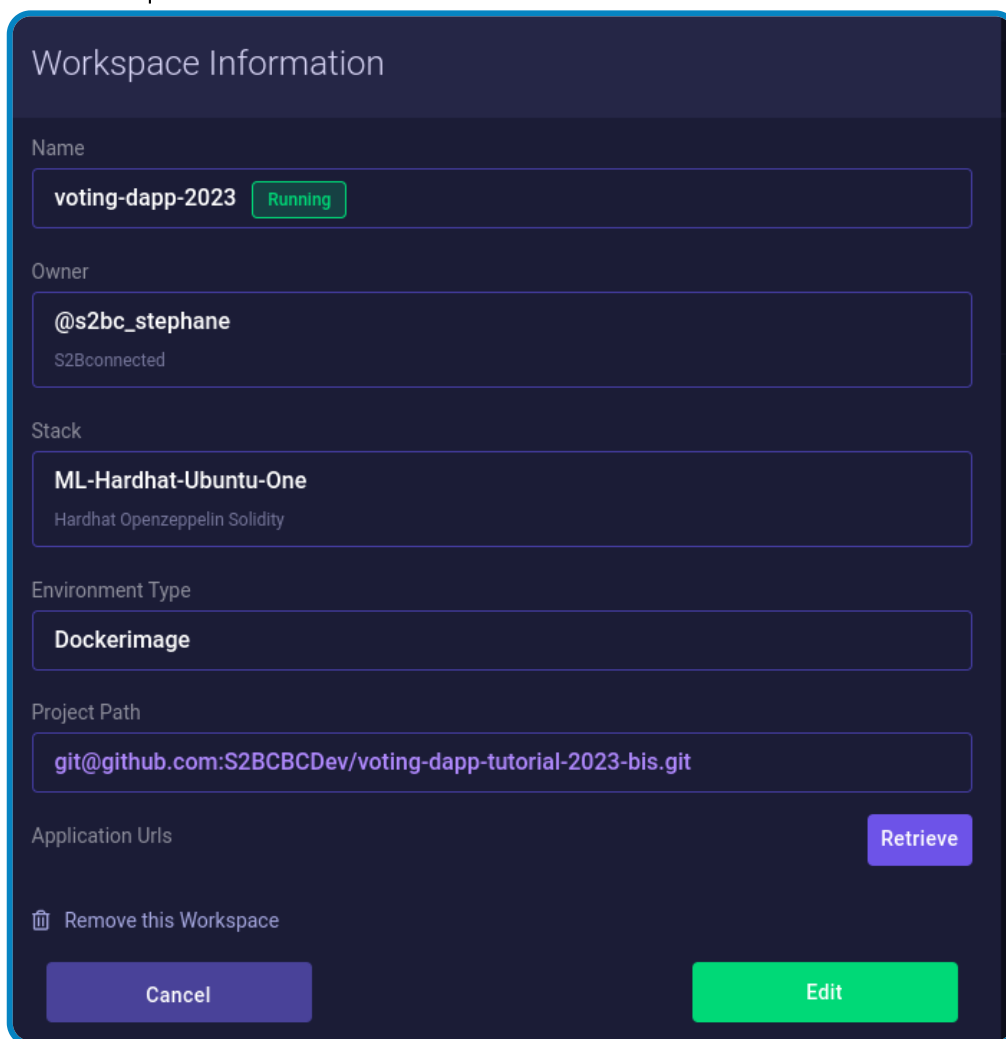 Workspace Information
Name
voting-dapp-2023 Running
Owner
@s2bc_stephane
S2Bconnected
Stack
ML-Hardhat-Ubuntu-One
Hardhat Openzeppelin Solidity
Environment Type
Dockerimage
Project Path
git@github.com:S2BCBCDev/voting-dapp-tutorial-2023-bis.git
Application Urls Retrieve
Remove this Workspace
Cancel Edit